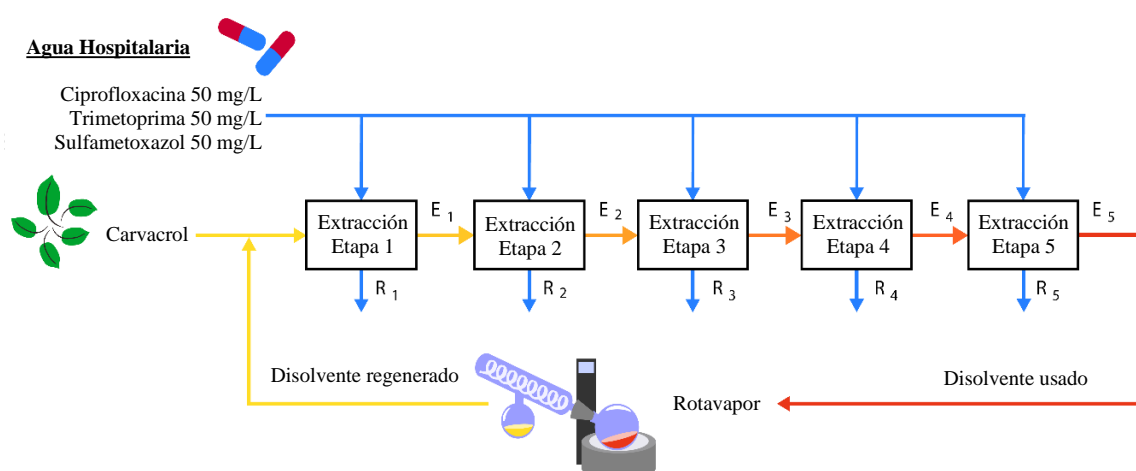 Agua Hospitalaria
Ciprofloxacina 50 mg/L
Trimetoprima 50 mg/L
Sulfametoxazol 50 mg/L
Carvacrol
Extracción
Etapa 1
E 1
Extracción
Etapa 2
E 2
Extracción
Etapa 3
E 3
Extracción
Etapa 4
E 4
Extracción
Etapa 5
E 5
R 1
R 2
R 3
R 4
R 5
Disolvente regenerado
Rotavapor
Disolvente usado